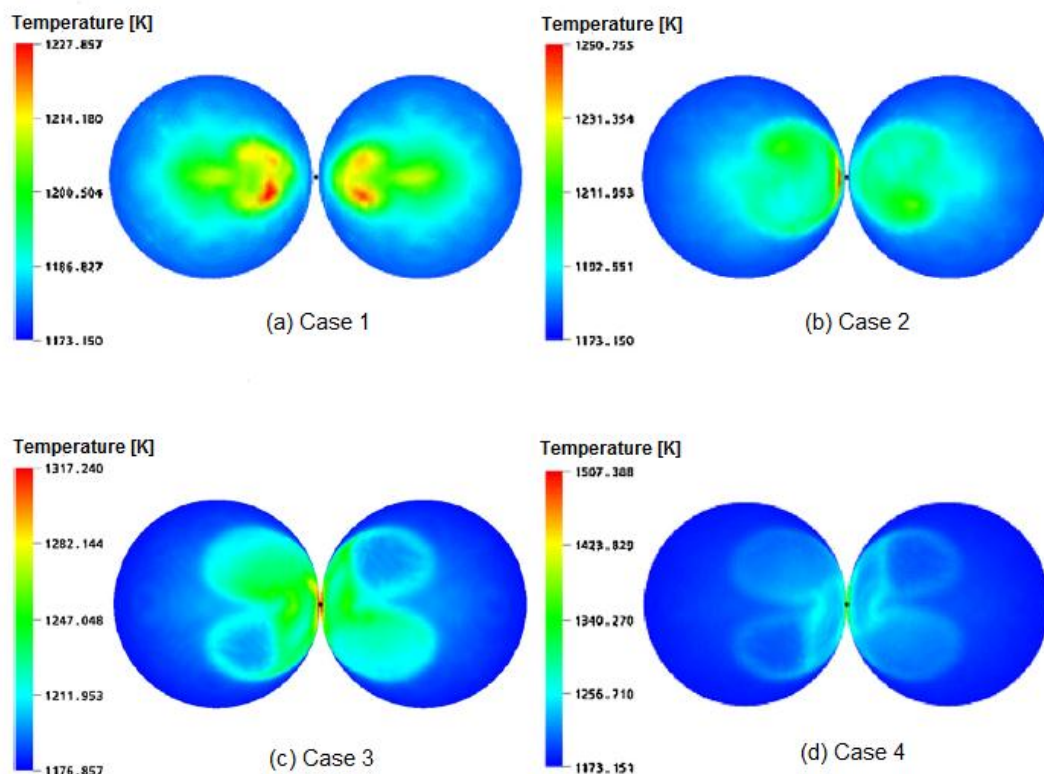 Temperature [K]
1227.857
1214.180
1200.504
1186.827
1173.150
(a) Case 1
Temperature [K]
1250.755
1231.354
1211.953
1192.551
1173.150
(b) Case 2
Temperature [K]
1317.240
1282.144
1247.048
1211.953
1176.857
(c) Case 3
Temperature [K]
1507.388
1423.829
1340.270
1256.710
1173.151
(d) Case 4